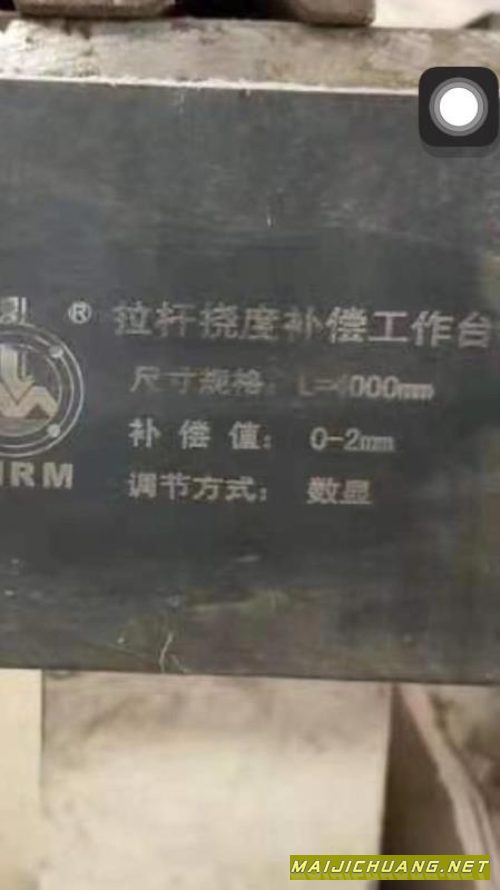 ® 拉杆挠度补偿工作台
尺寸规格: L=4000mm
补偿值: 0-2mm
调节方式: 数显
MAIJICHUANG.NET